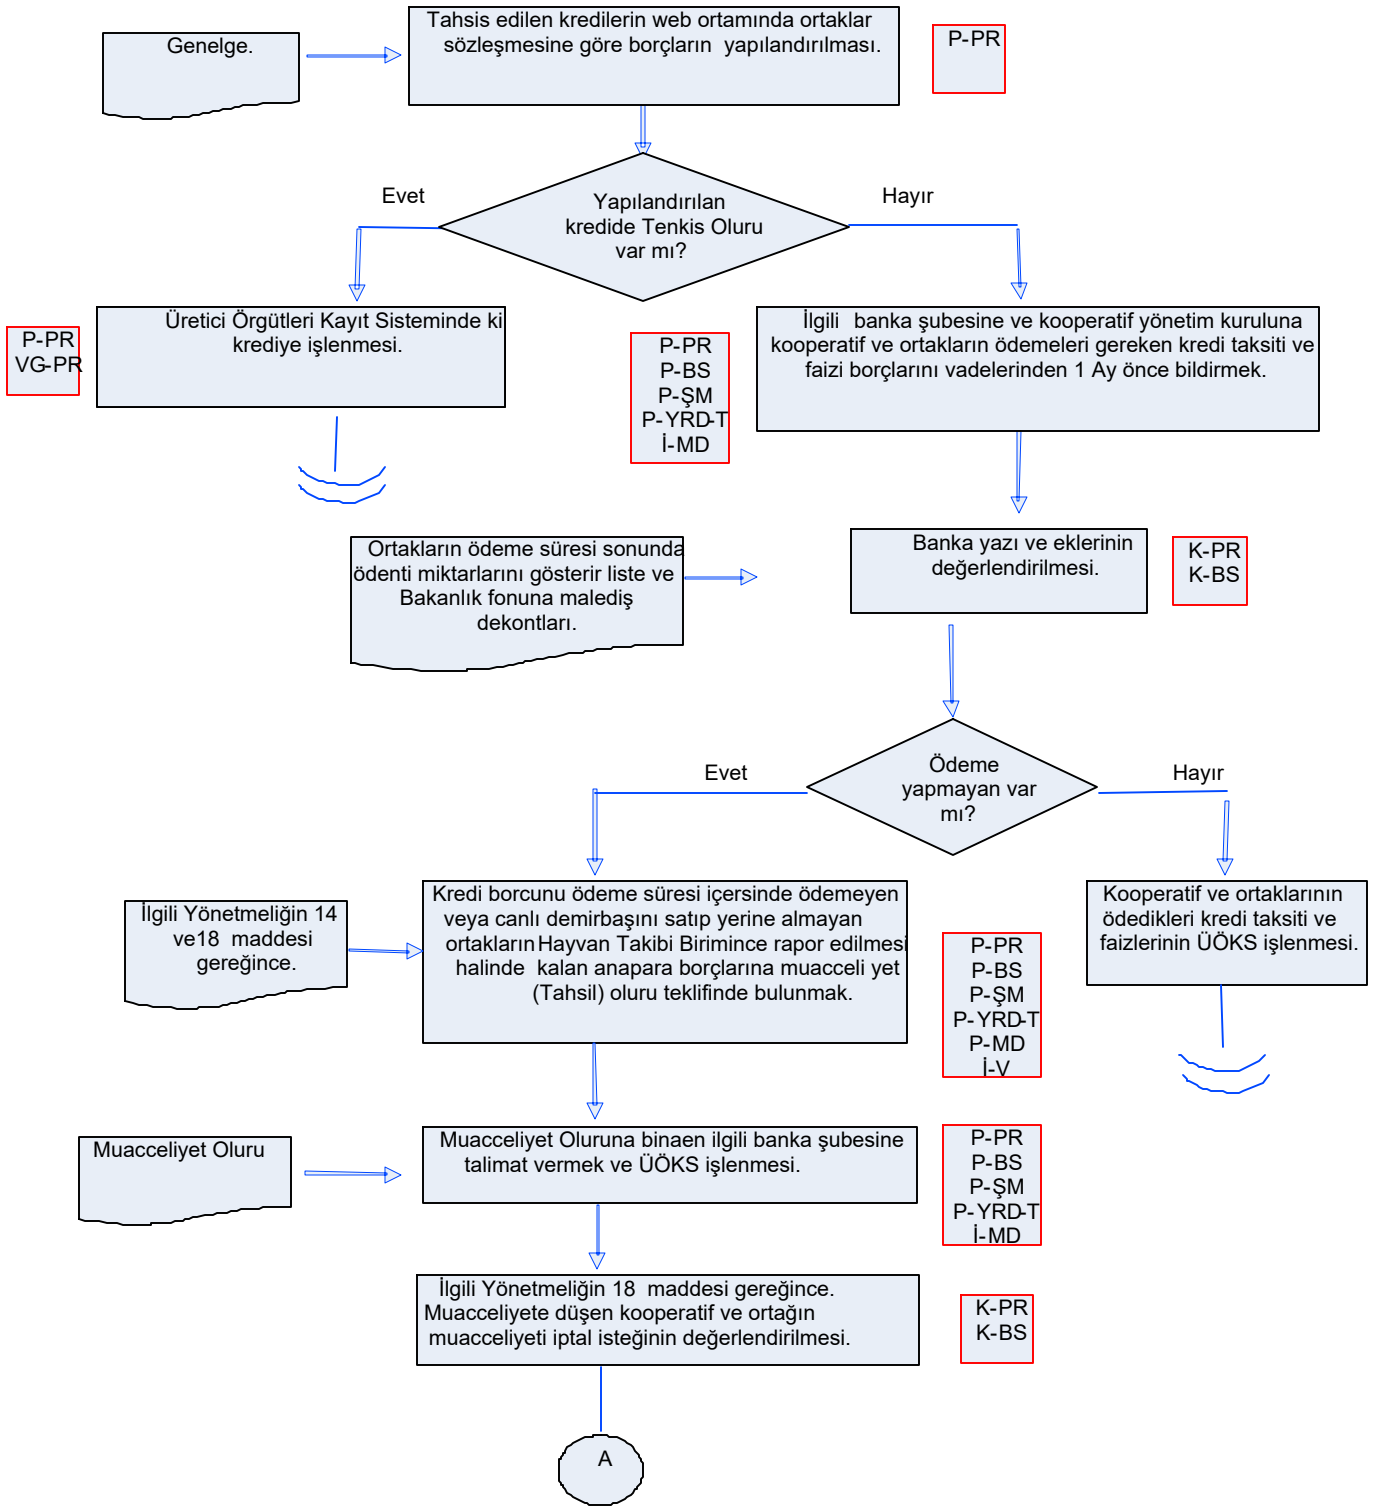 Genelge.
Tahsis edilen kredilerin web ortamında ortaklar
sözleşmesine göre borçların yapılandırılması.
P-PR
Evet
Yapılandırılan
kredide Tenkis Oluru
var mı?
Hayır
P-PR
VG-PR
Üretici Örgütleri Kayıt Sisteminde ki
krediye işlenmesi.
P-PR
P-BS
P-ŞM
P-YRD-T
İ-MD
İlgili banka şubesine ve kooperatif yönetim kuruluna
kooperatif ve ortakların ödemeleri gereken kredi taksiti ve
faizi borçlarını vadelerinden 1 Ay önce bildirmek.
Ortakların ödeme süresi sonunda
ödenti miktarlarını gösterir liste ve
Bakanlık fonuna malediş
dekontları.
Banka yazı ve eklerinin
değerlendirilmesi.
K-PR
K-BS
Evet
Ödeme
yapmayan var
mı?
Hayır
İlgili Yönetmeliğin 14
ve18 maddesi
gereğince.
Kredi borcunu ödeme süresi içersinde ödemeyen
veya canlı demirbaşını satıp yerine almayan
ortakların Hayvan Takibi Birimince rapor edilmesi
halinde kalan anapara borçlarına muacceli yet
(Tahsil) oluru teklifinde bulunmak.
P-PR
P-BS
P-ŞM
P-YRD-T
P-MD
İ-V
Kooperatif ve ortaklarının
ödedikleri kredi taksiti ve
faizlerinin ÜÖKS işlenmesi.
Muacceliyet Oluru
Muacceliyet Oluruna binaen ilgili banka şubesine
talimat vermek ve ÜÖKS işlenmesi.
P-PR
P-BS
P-ŞM
P-YRD-T
İ-MD
İlgili Yönetmeliğin 18 maddesi gereğince.
Muacceliyete düşen kooperatif ve ortağın
muacceliyeti iptal isteğinin değerlendirilmesi.
K-PR
K-BS
A